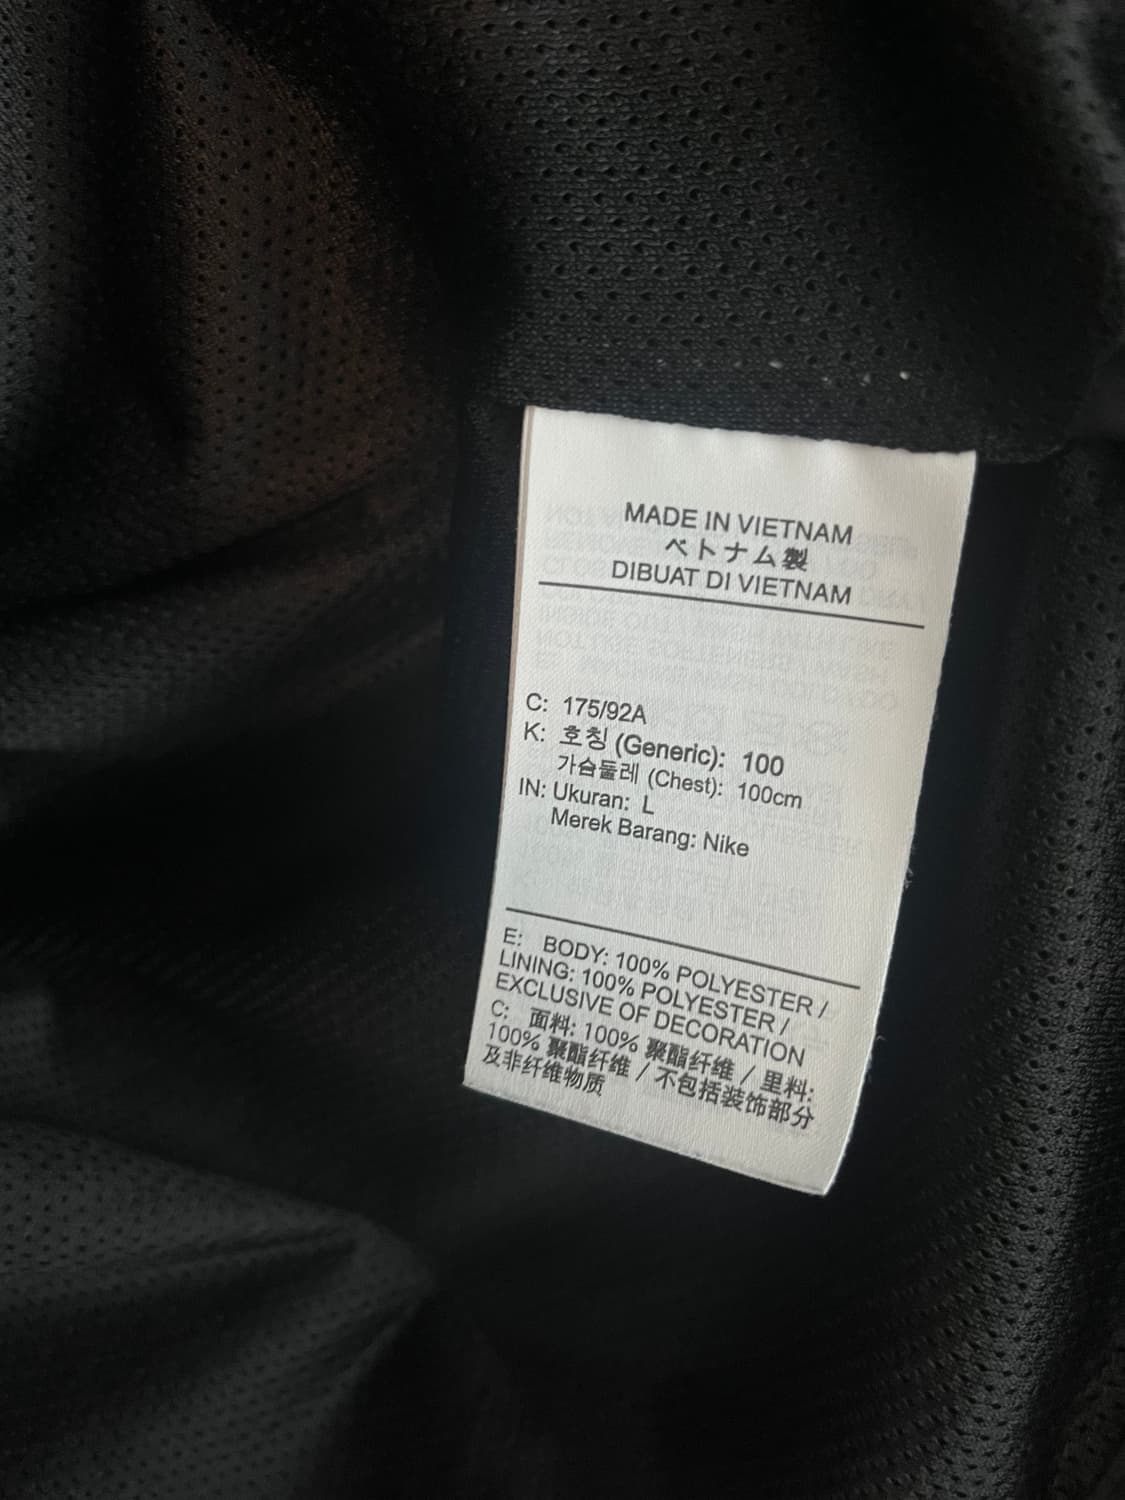 MADE IN VIETNAM
ベトナム製
DIBUAT DI VIETNAM
C: 175/92A
K: 호칭 (Generic): 100
가슴둘레 (Chest): 100cm
IN: Ukuran: L
Merek Barang: Nike
E: BODY: 100% POLYESTER /
LINING: 100% POLYESTER /
EXCLUSIVE OF DECORATION
C: 面料: 100% 聚酯纤维 / 里料:
100% 聚酯纤维 / 不包括装饰部分
及非纤维物质